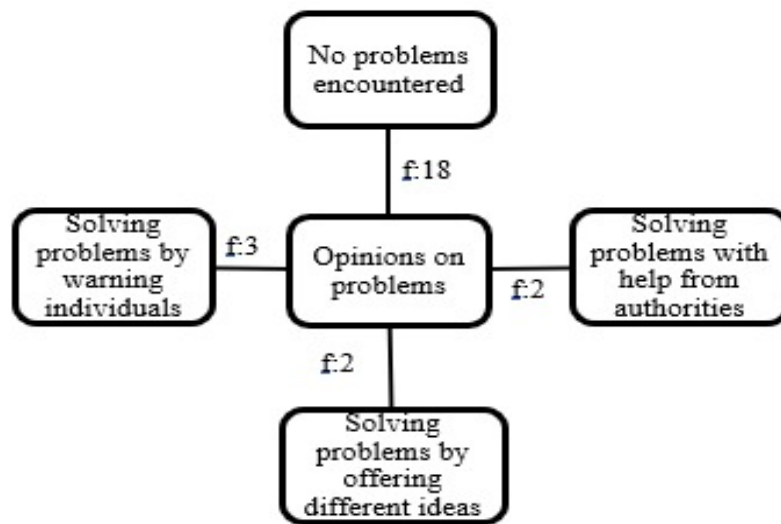 No problems
encountered
f:18
Solving
problems by
warning
individuals
f:3
Opinions on
problems
f:2
Solving
problems with
help from
authorities
f:2
Solving
problems by
offering
different ideas